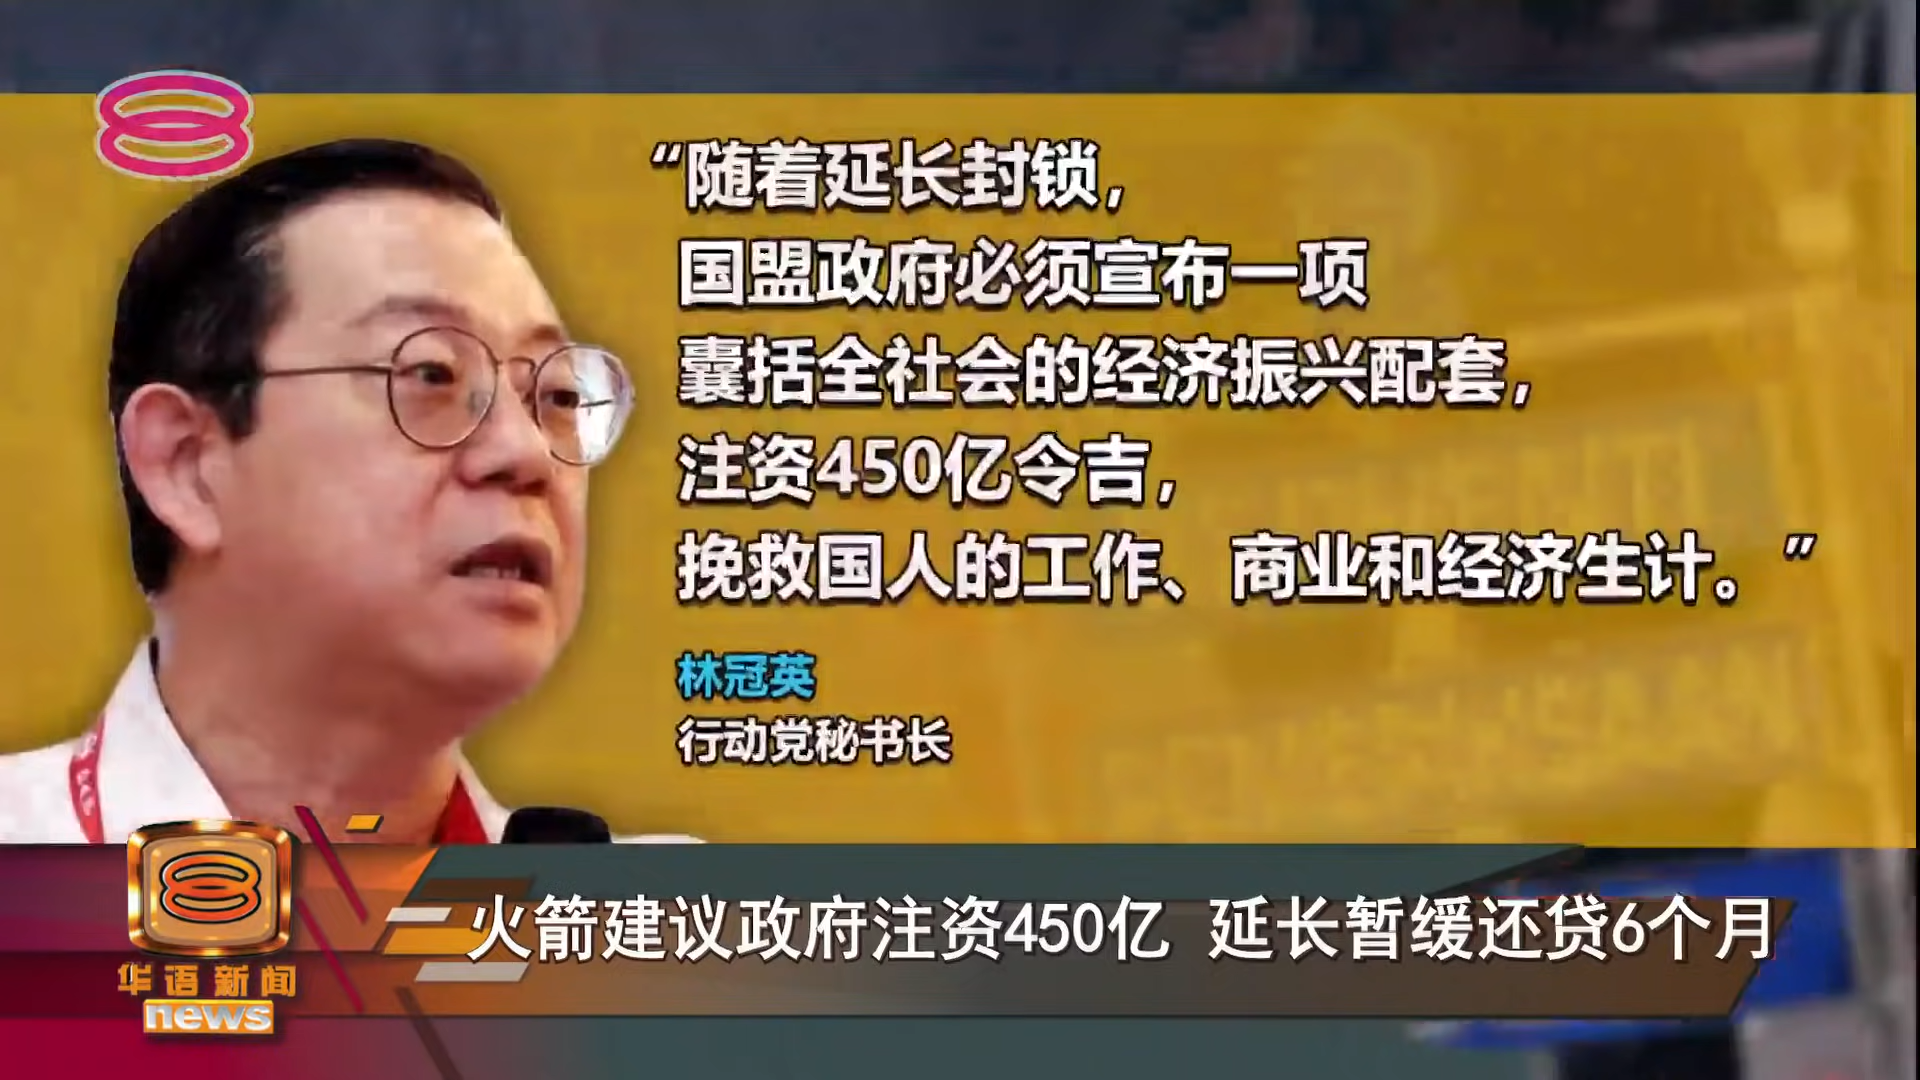 “随着延长封锁，
国盟政府必须宣布一项
囊括全社会的经济振兴配套，
注资450亿令吉，
挽救国人的工作、商业和经济生计。”
林冠英
行动党秘书长
火箭建议政府注资450亿 延长暂缓还贷6个月
华语新闻
news